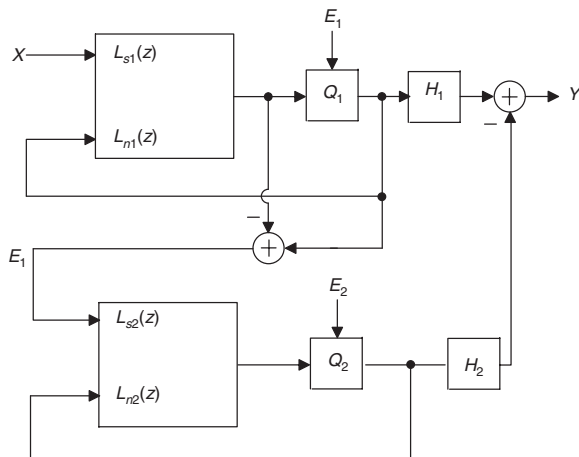 E1
X
Ls1(z)
Q1
H1
Y
−
Ln1(z)
−
E1
E2
Ls2(z)
Q2
H2
Ln2(z)